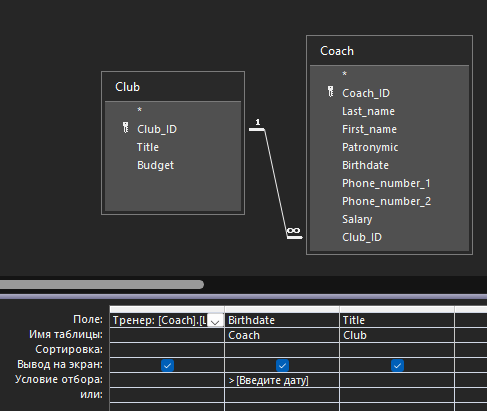 Club
*
Club_ID
Title
Budget
1
∞
Coach
*
Coach_ID
Last_name
First_name
Patronymic
Birthdate
Phone_number_1
Phone_number_2
Salary
Club_ID
Поле: Тренер: [Coach].[L Birthdate Title
Имя таблицы: Coach Club
Сортировка:
Вывод на экран:
Условие отбора: >[Введите дату]
или: